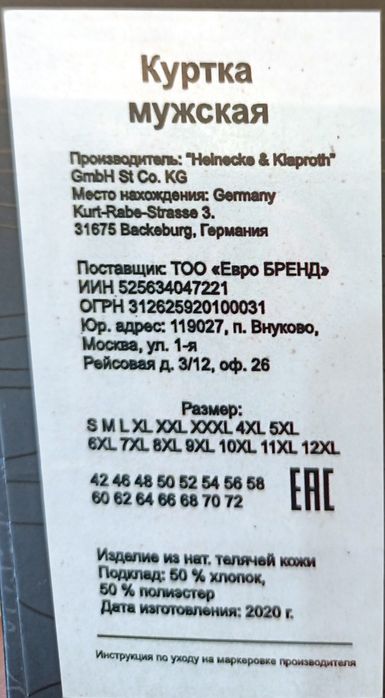 Куртка
мужская
Производитель: "Heinecke & Klaproth"
GmbH St Co. KG
Место нахождения: Germany
Kurt-Rabe-Strasse 3.
31675 Backeburg, Германия
Поставщик: ТОО «Евро БРЕНД»
ИИН 525634047221
ОГРН 312625920100031
Юр. адрес: 119027, п. Внуково,
Москва, ул. 1-я
Рейсовая д. 3/12, оф. 26
Размер:
S M L XL XXL XXXL 4XL 5XL
6XL 7XL 8XL 9XL 10XL 11XL 12XL
42 46 48 50 52 54 56 58
60 62 64 66 68 70 72
EAC
Изделие из нат. телячей кожи
Подклад: 50 % хлопок,
50 % полиэстер
Дата изготовления: 2020 г.
Инструкция по уходу на маркеровке производителя